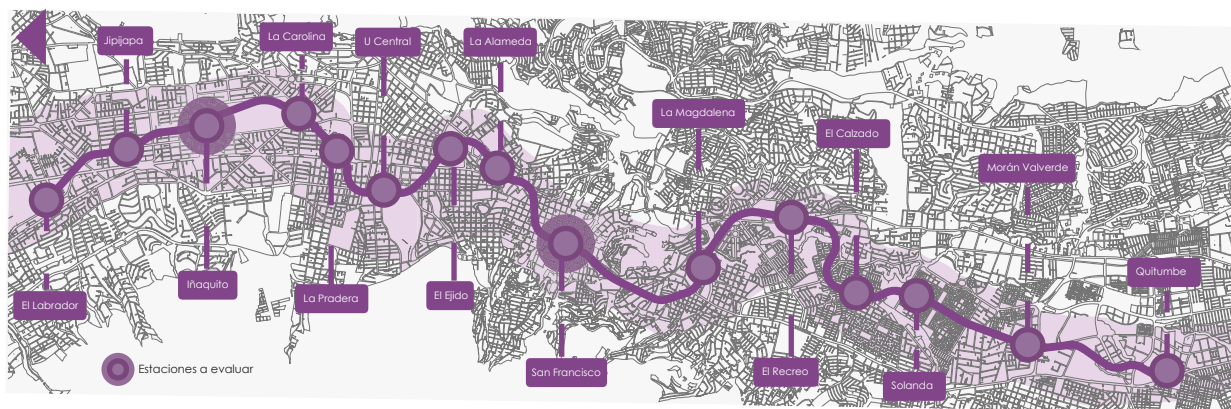 Jipijapa
La Carolina
U Central
La Alameda
La Magdalena
El Calzado
Morán Valverde
Quitumbe
El Labrador
Iñaquito
La Pradera
El Ejido
San Francisco
El Recreo
Solanda
Estaciones a evaluar